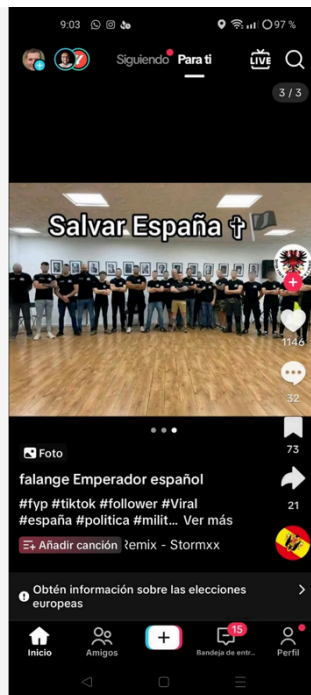 9:03
97 %
Siguiendo
Para ti
LIVE
3 / 3
Salvar España ✞🏴
1146
32
73
21
Foto
falange Emperador español
#fyp #tiktok #follower #Viral
#españa #politica #milit... Ver más
Añadir canción
Remix - Stormxx
Obtén información sobre las elecciones
europeas
15
Inicio
Amigos
Bandeja de entr...
Perfil